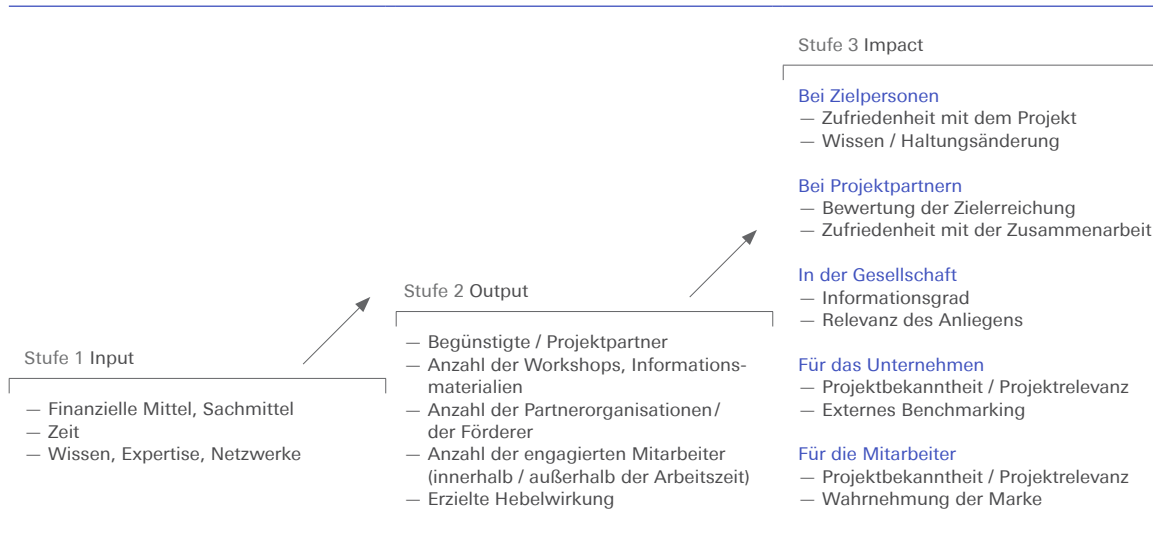 Stufe 1 Input
— Finanzielle Mittel, Sachmittel
— Zeit
— Wissen, Expertise, Netzwerke
Stufe 2 Output
— Begünstigte / Projektpartner
— Anzahl der Workshops, Informations-
materialien
— Anzahl der Partnerorganisationen /
der Förderer
— Anzahl der engagierten Mitarbeiter
(innerhalb / außerhalb der Arbeitszeit)
— Erzielte Hebelwirkung
Stufe 3 Impact
Bei Zielpersonen
— Zufriedenheit mit dem Projekt
— Wissen / Haltungsänderung
Bei Projektpartnern
— Bewertung der Zielerreichung
— Zufriedenheit mit der Zusammenarbeit
In der Gesellschaft
— Informationsgrad
— Relevanz des Anliegens
Für das Unternehmen
— Projektbekanntheit / Projektrelevanz
— Externes Benchmarking
Für die Mitarbeiter
— Projektbekanntheit / Projektrelevanz
— Wahrnehmung der Marke